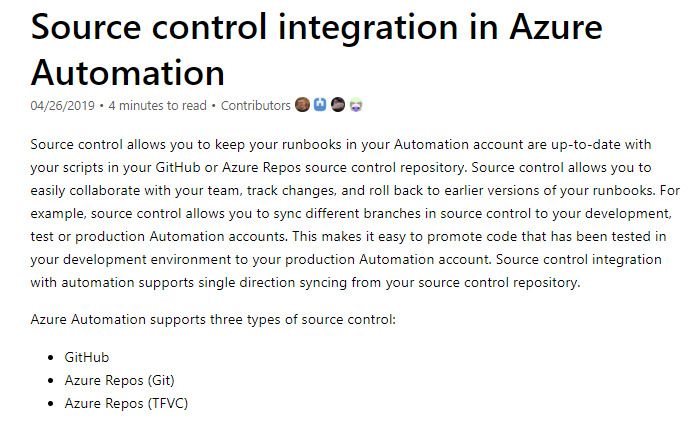 Source control integration in Azure
Automation
04/26/2019 • 4 minutes to read • Contributors
Source control allows you to keep your runbooks in your Automation account are up-to-date with
your scripts in your GitHub or Azure Repos source control repository. Source control allows you to
easily collaborate with your team, track changes, and roll back to earlier versions of your runbooks. For
example, source control allows you to sync different branches in source control to your development,
test or production Automation accounts. This makes it easy to promote code that has been tested in
your development environment to your production Automation account. Source control integration
with automation supports single direction syncing from your source control repository.
Azure Automation supports three types of source control:
• GitHub
• Azure Repos (Git)
• Azure Repos (TFVC)